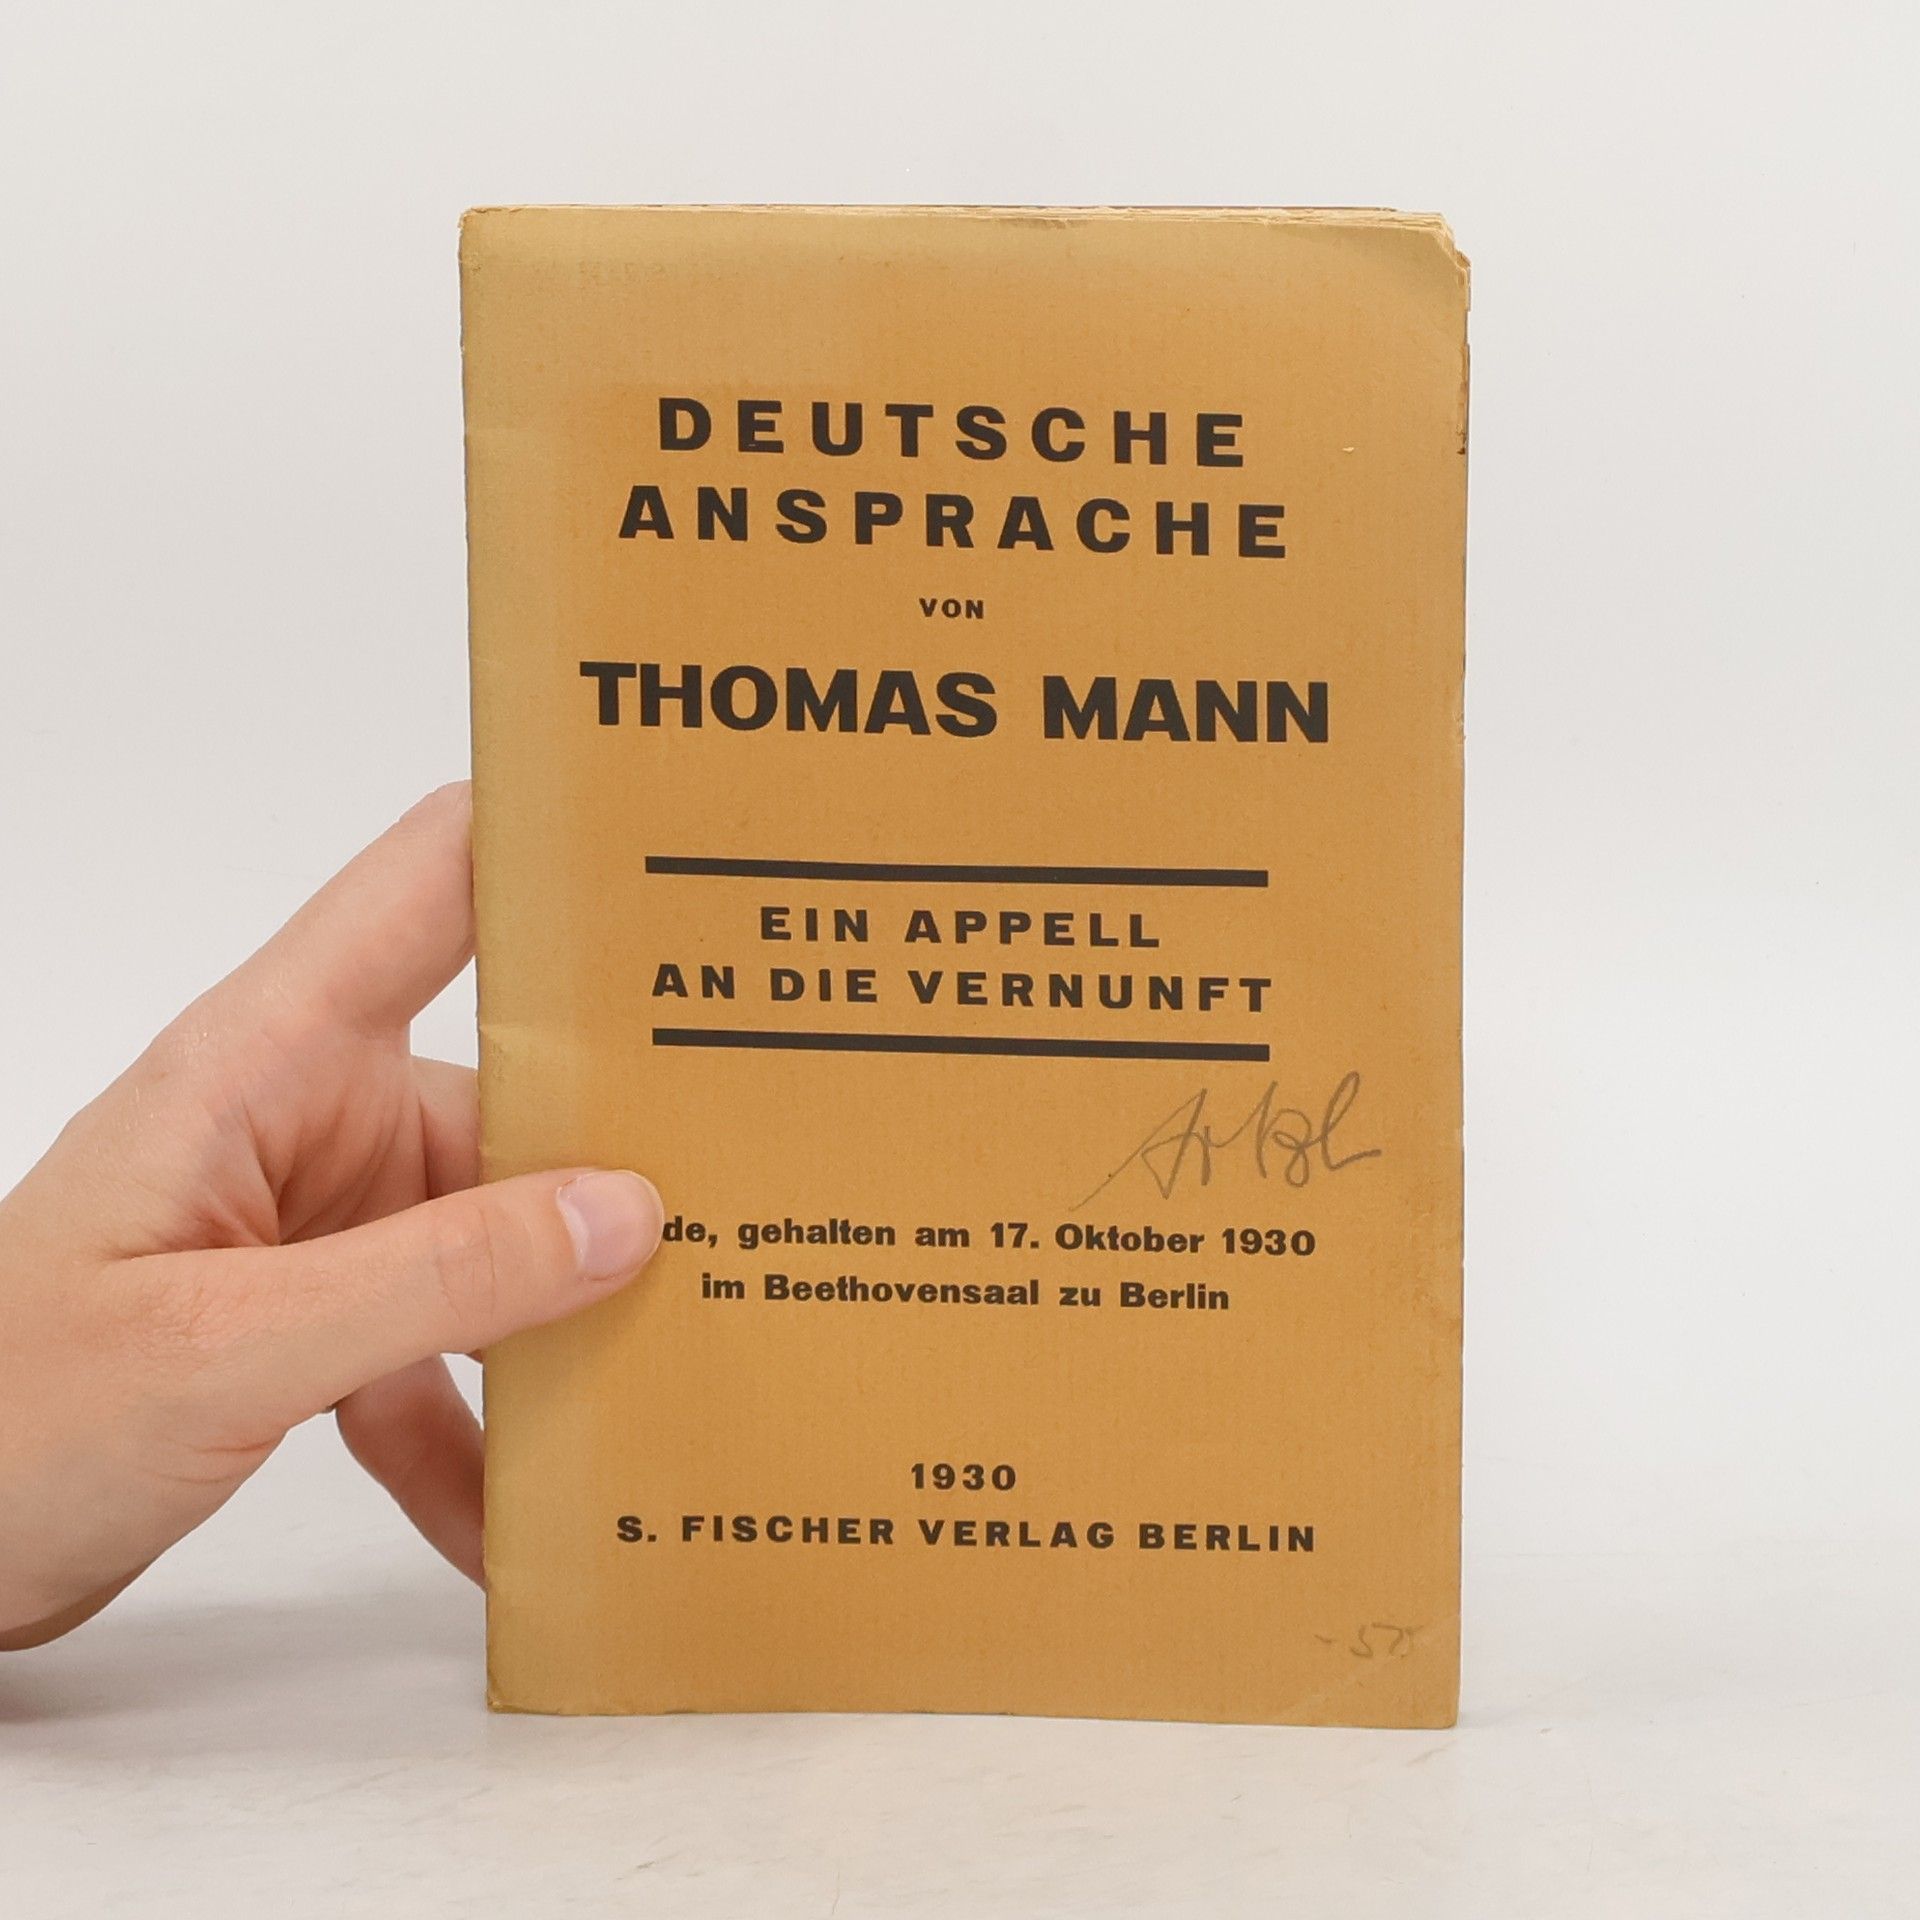 DEUTSCHE
ANSPRACHE
VON
THOMAS MANN
EIN APPELL
AN DIE VERNUNFT
de, gehalten am 17. Oktober 1930
im Beethovensaal zu Berlin
1930
S. FISCHER VERLAG BERLIN